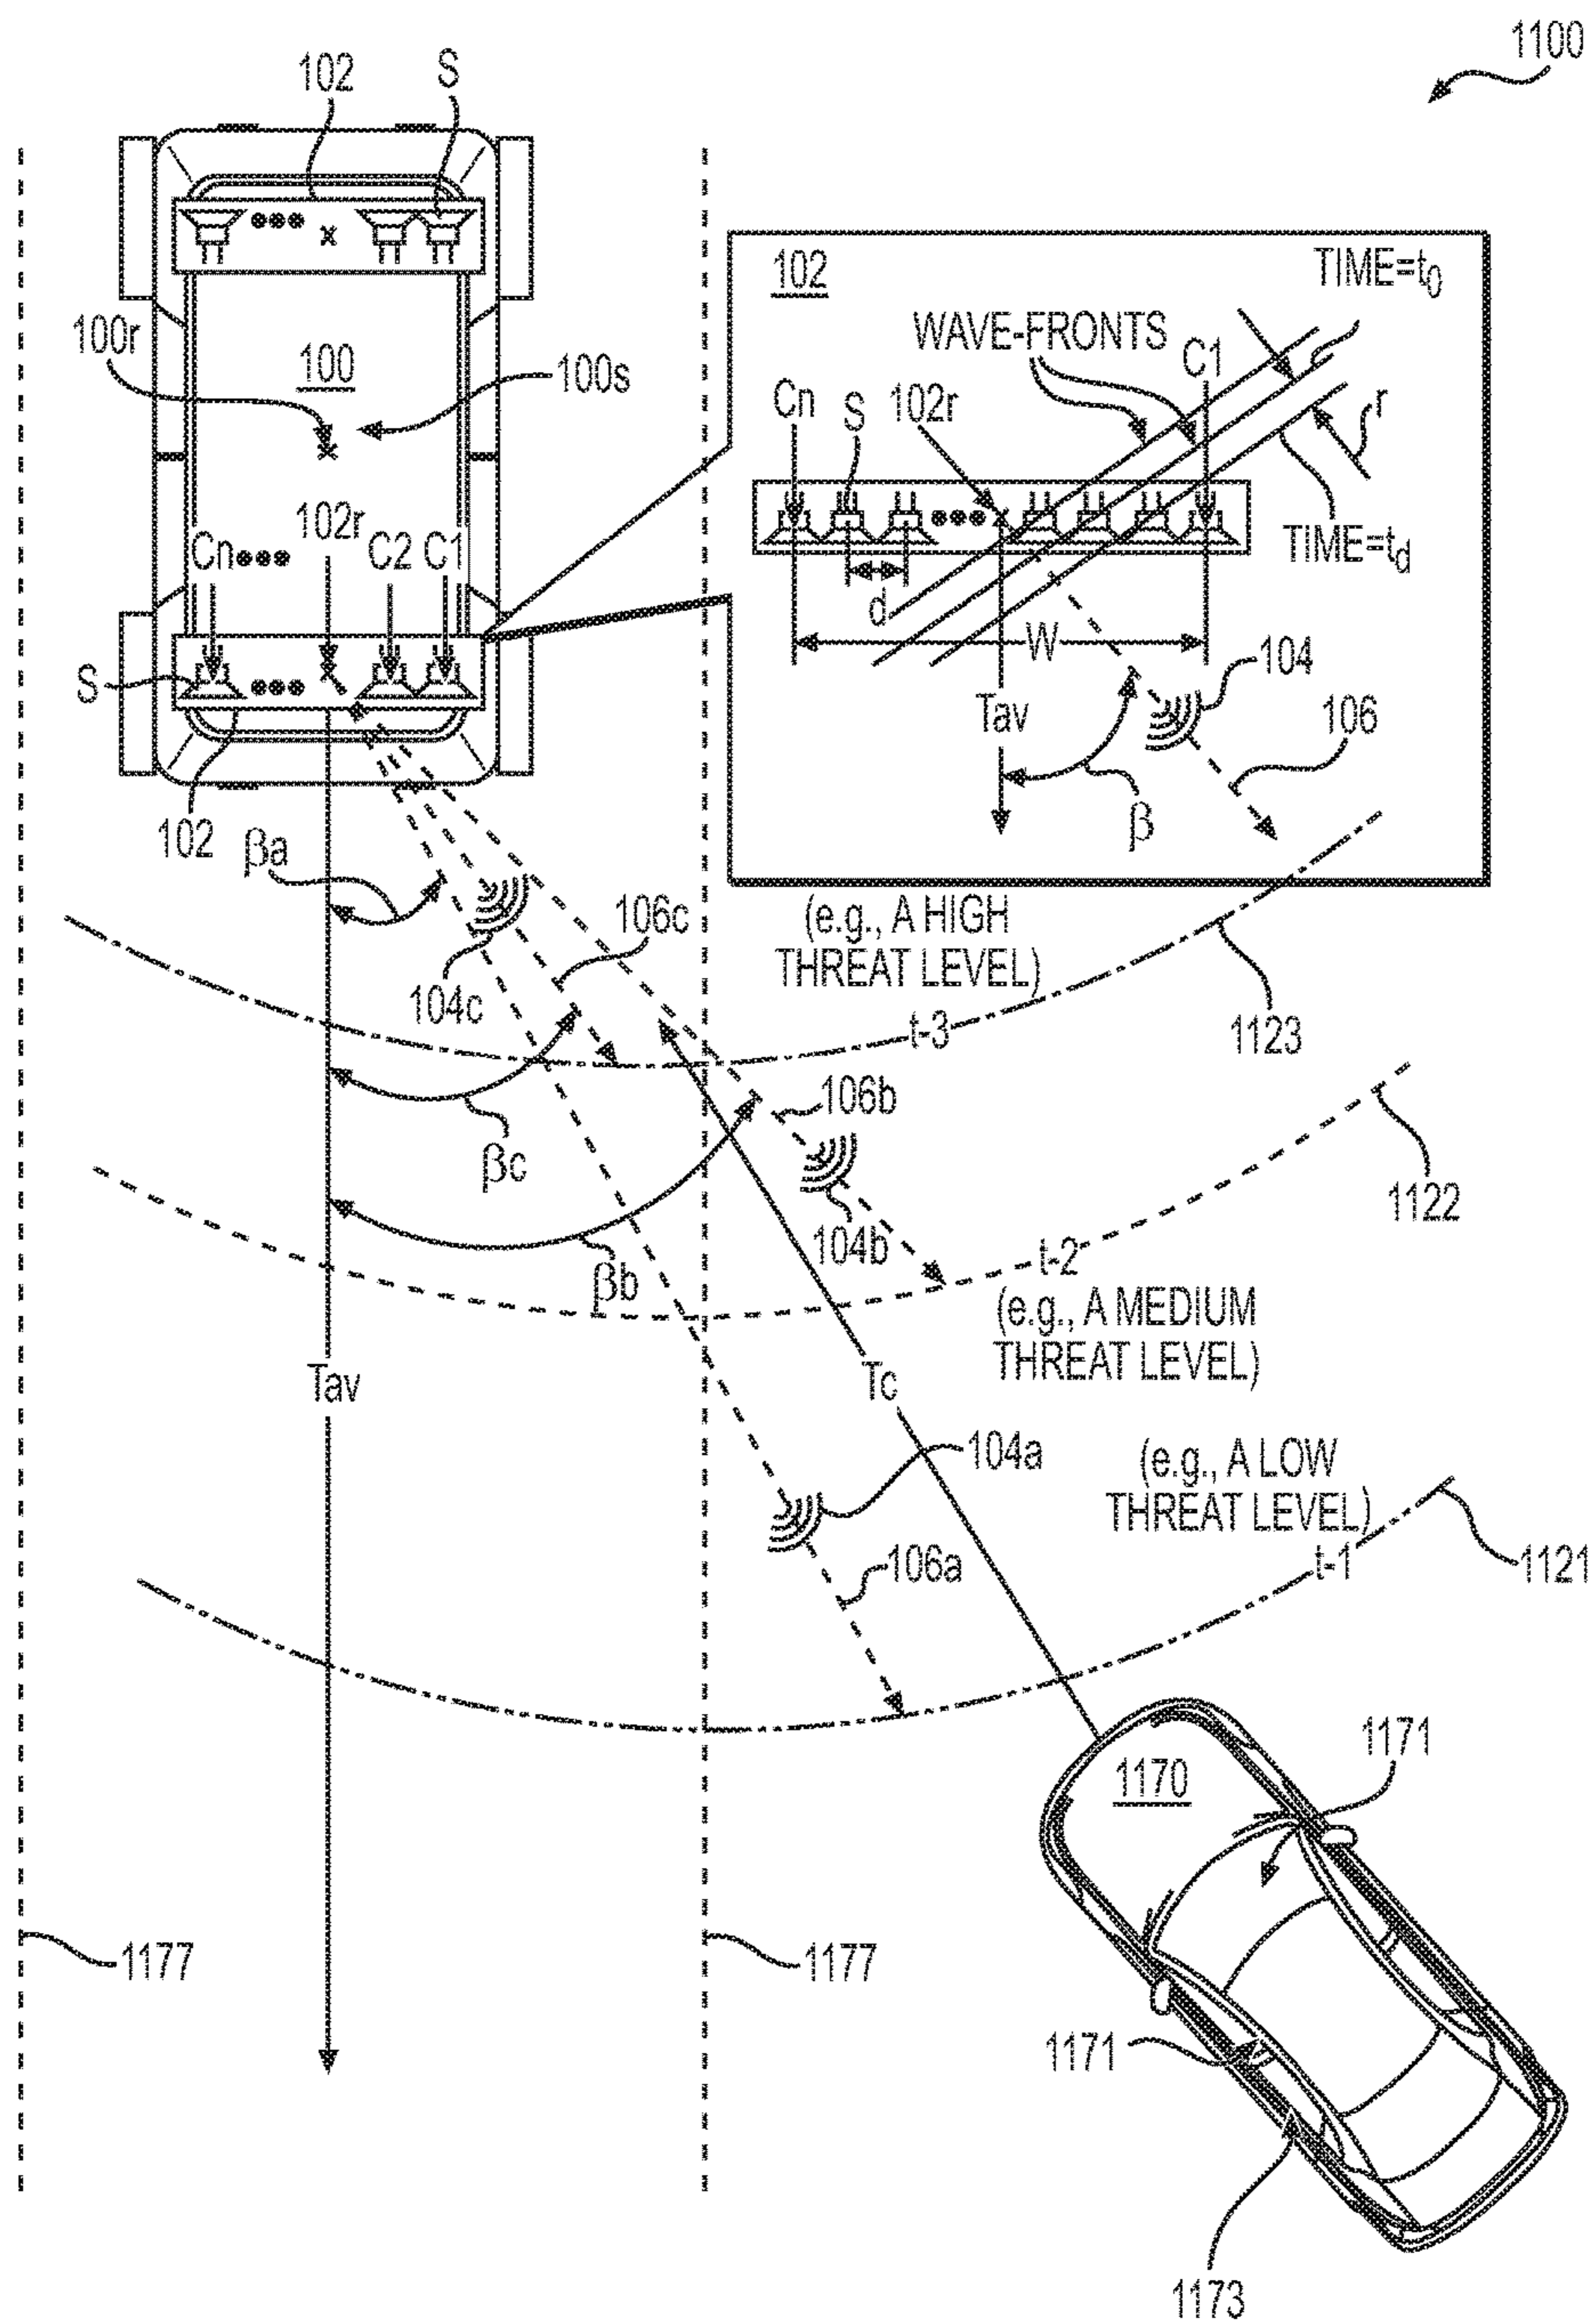 1100
102
S
100r
100
100s
102r
Cn
C2
C1
S
102
102
TIME=t0
WAVE-FRONTS
C1
Cn
S
102r
r
TIME=td
d
W
104
Tav
106
β
βa
(e.g., A HIGH
THREAT LEVEL)
106c
104c
t-3
1123
106b
βc
1122
104b
t-2
βb
(e.g., A MEDIUM
THREAT LEVEL)
Tav
Tc
(e.g., A LOW
THREAT LEVEL)
104a
106a
t-1
1121
1171
1170
1177
1177
1171
1173